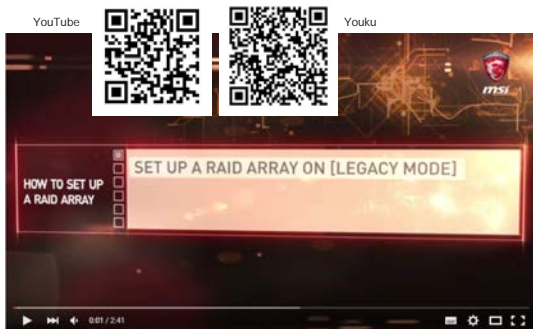 YouTube
Youku
msi
SET UP A RAID ARRAY ON [LEGACY MODE]
HOW TO SET UP
A RAID ARRAY
0:01 / 2:41